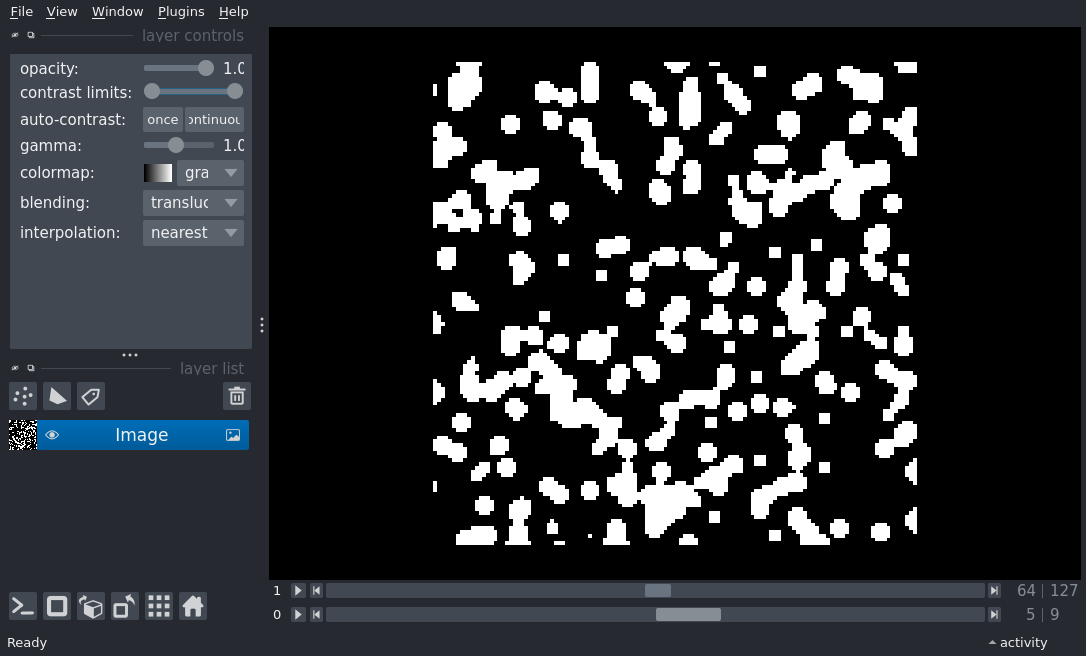 File View Window Plugins Help
layer controls
opacity: 1.0
contrast limits:
auto-contrast: once ontinuou
gamma: 1.0
colormap: gra
blending: transluc
interpolation: nearest
layer list
Image
1 64 | 127
0 5 | 9
Ready activity